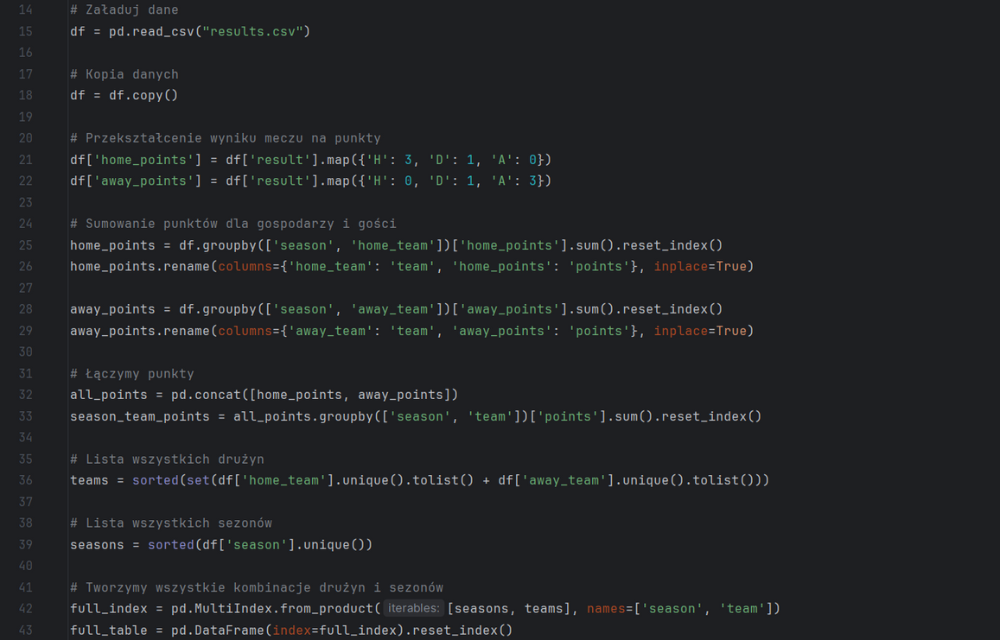 14 # Załaduj dane
15 df = pd.read_csv("results.csv")
16
17 # Kopia danych
18 df = df.copy()
19
20 # Przekształcenie wyniku meczu na punkty
21 df['home_points'] = df['result'].map({'H': 3, 'D': 1, 'A': 0})
22 df['away_points'] = df['result'].map({'H': 0, 'D': 1, 'A': 3})
23
24 # Sumowanie punktów dla gospodarzy i gości
25 home_points = df.groupby(['season', 'home_team'])['home_points'].sum().reset_index()
26 home_points.rename(columns={'home_team': 'team', 'home_points': 'points'}, inplace=True)
27
28 away_points = df.groupby(['season', 'away_team'])['away_points'].sum().reset_index()
29 away_points.rename(columns={'away_team': 'team', 'away_points': 'points'}, inplace=True)
30
31 # Łączymy punkty
32 all_points = pd.concat([home_points, away_points])
33 season_team_points = all_points.groupby(['season', 'team'])['points'].sum().reset_index()
34
35 # Lista wszystkich drużyn
36 teams = sorted(set(df['home_team'].unique().tolist() + df['away_team'].unique().tolist()))
37
38 # Lista wszystkich sezonów
39 seasons = sorted(df['season'].unique())
40
41 # Tworzymy wszystkie kombinacje drużyn i sezonów
42 full_index = pd.MultiIndex.from_product( iterables: [seasons, teams], names=['season', 'team'])
43 full_table = pd.DataFrame(index=full_index).reset_index()